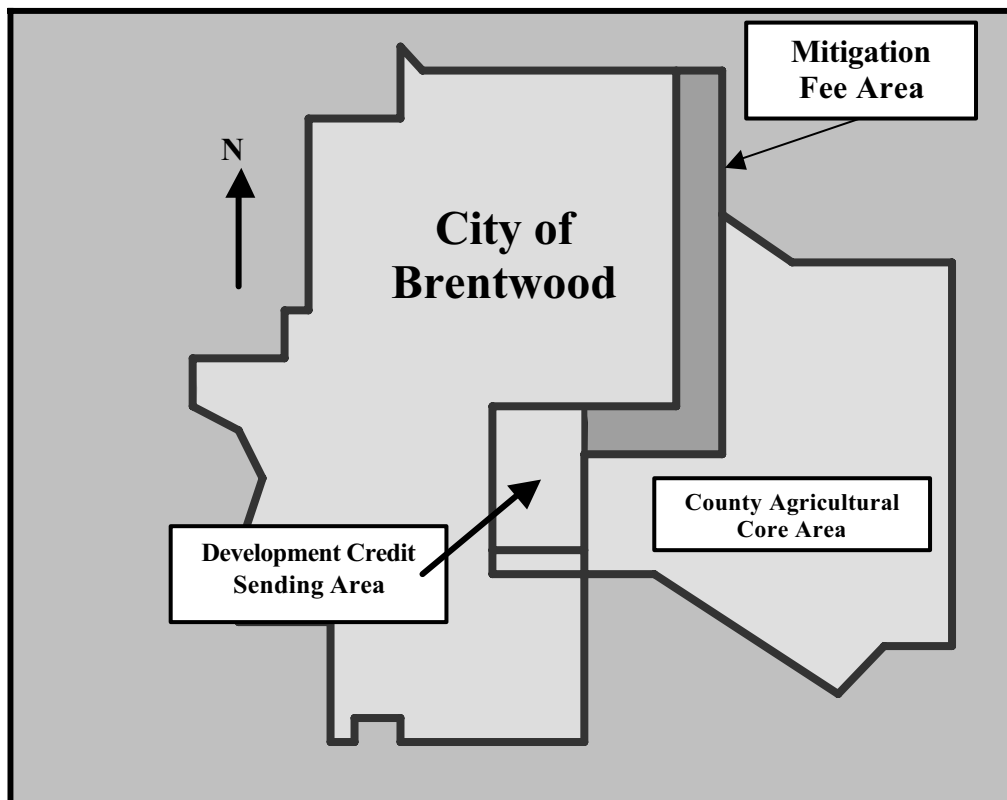 Mitigation
Fee Area
N
City of
Brentwood
County Agricultural
Core Area
Development Credit
Sending Area